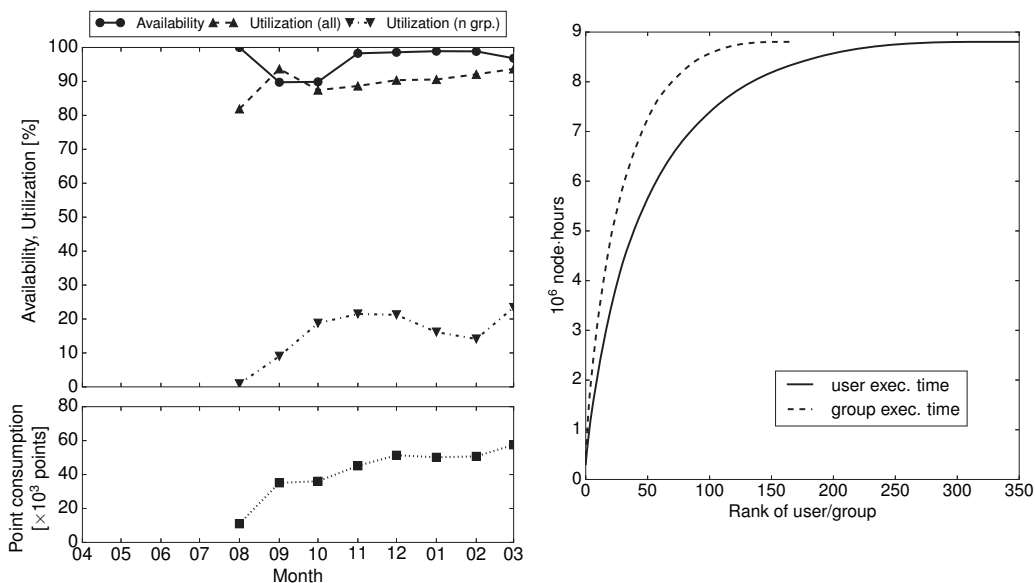 Availability
Utilization (all)
Utilization (n grp.)
100
90
80
70
60
50
40
30
20
10
0
Availability, Utilization [%]
80
60
40
20
0
Point consumption
[×10³ points]
04 05 06 07 08 09 10 11 12 01 02 03
Month
9
8
7
6
5
4
3
2
1
0
10⁶ node·hours
user exec. time
group exec. time
0 50 100 150 200 250 300 350
Rank of user/group